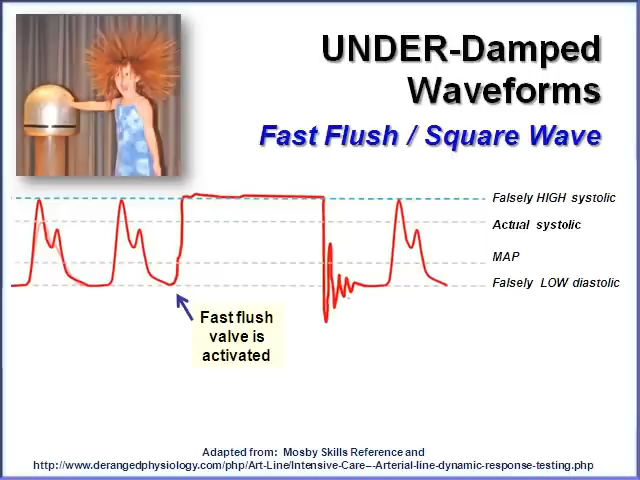 UNDER-Damped
Waveforms
Fast Flush / Square Wave
Falsely HIGH systolic
Actual systolic
MAP
Falsely LOW diastolic
Fast flush
valve is
activated
Adapted from: Mosby Skills Reference and
http://www.derangedphysiology.com/php/Art-Line/Intensive-Care---Arterial-line-dynamic-response-testing.php